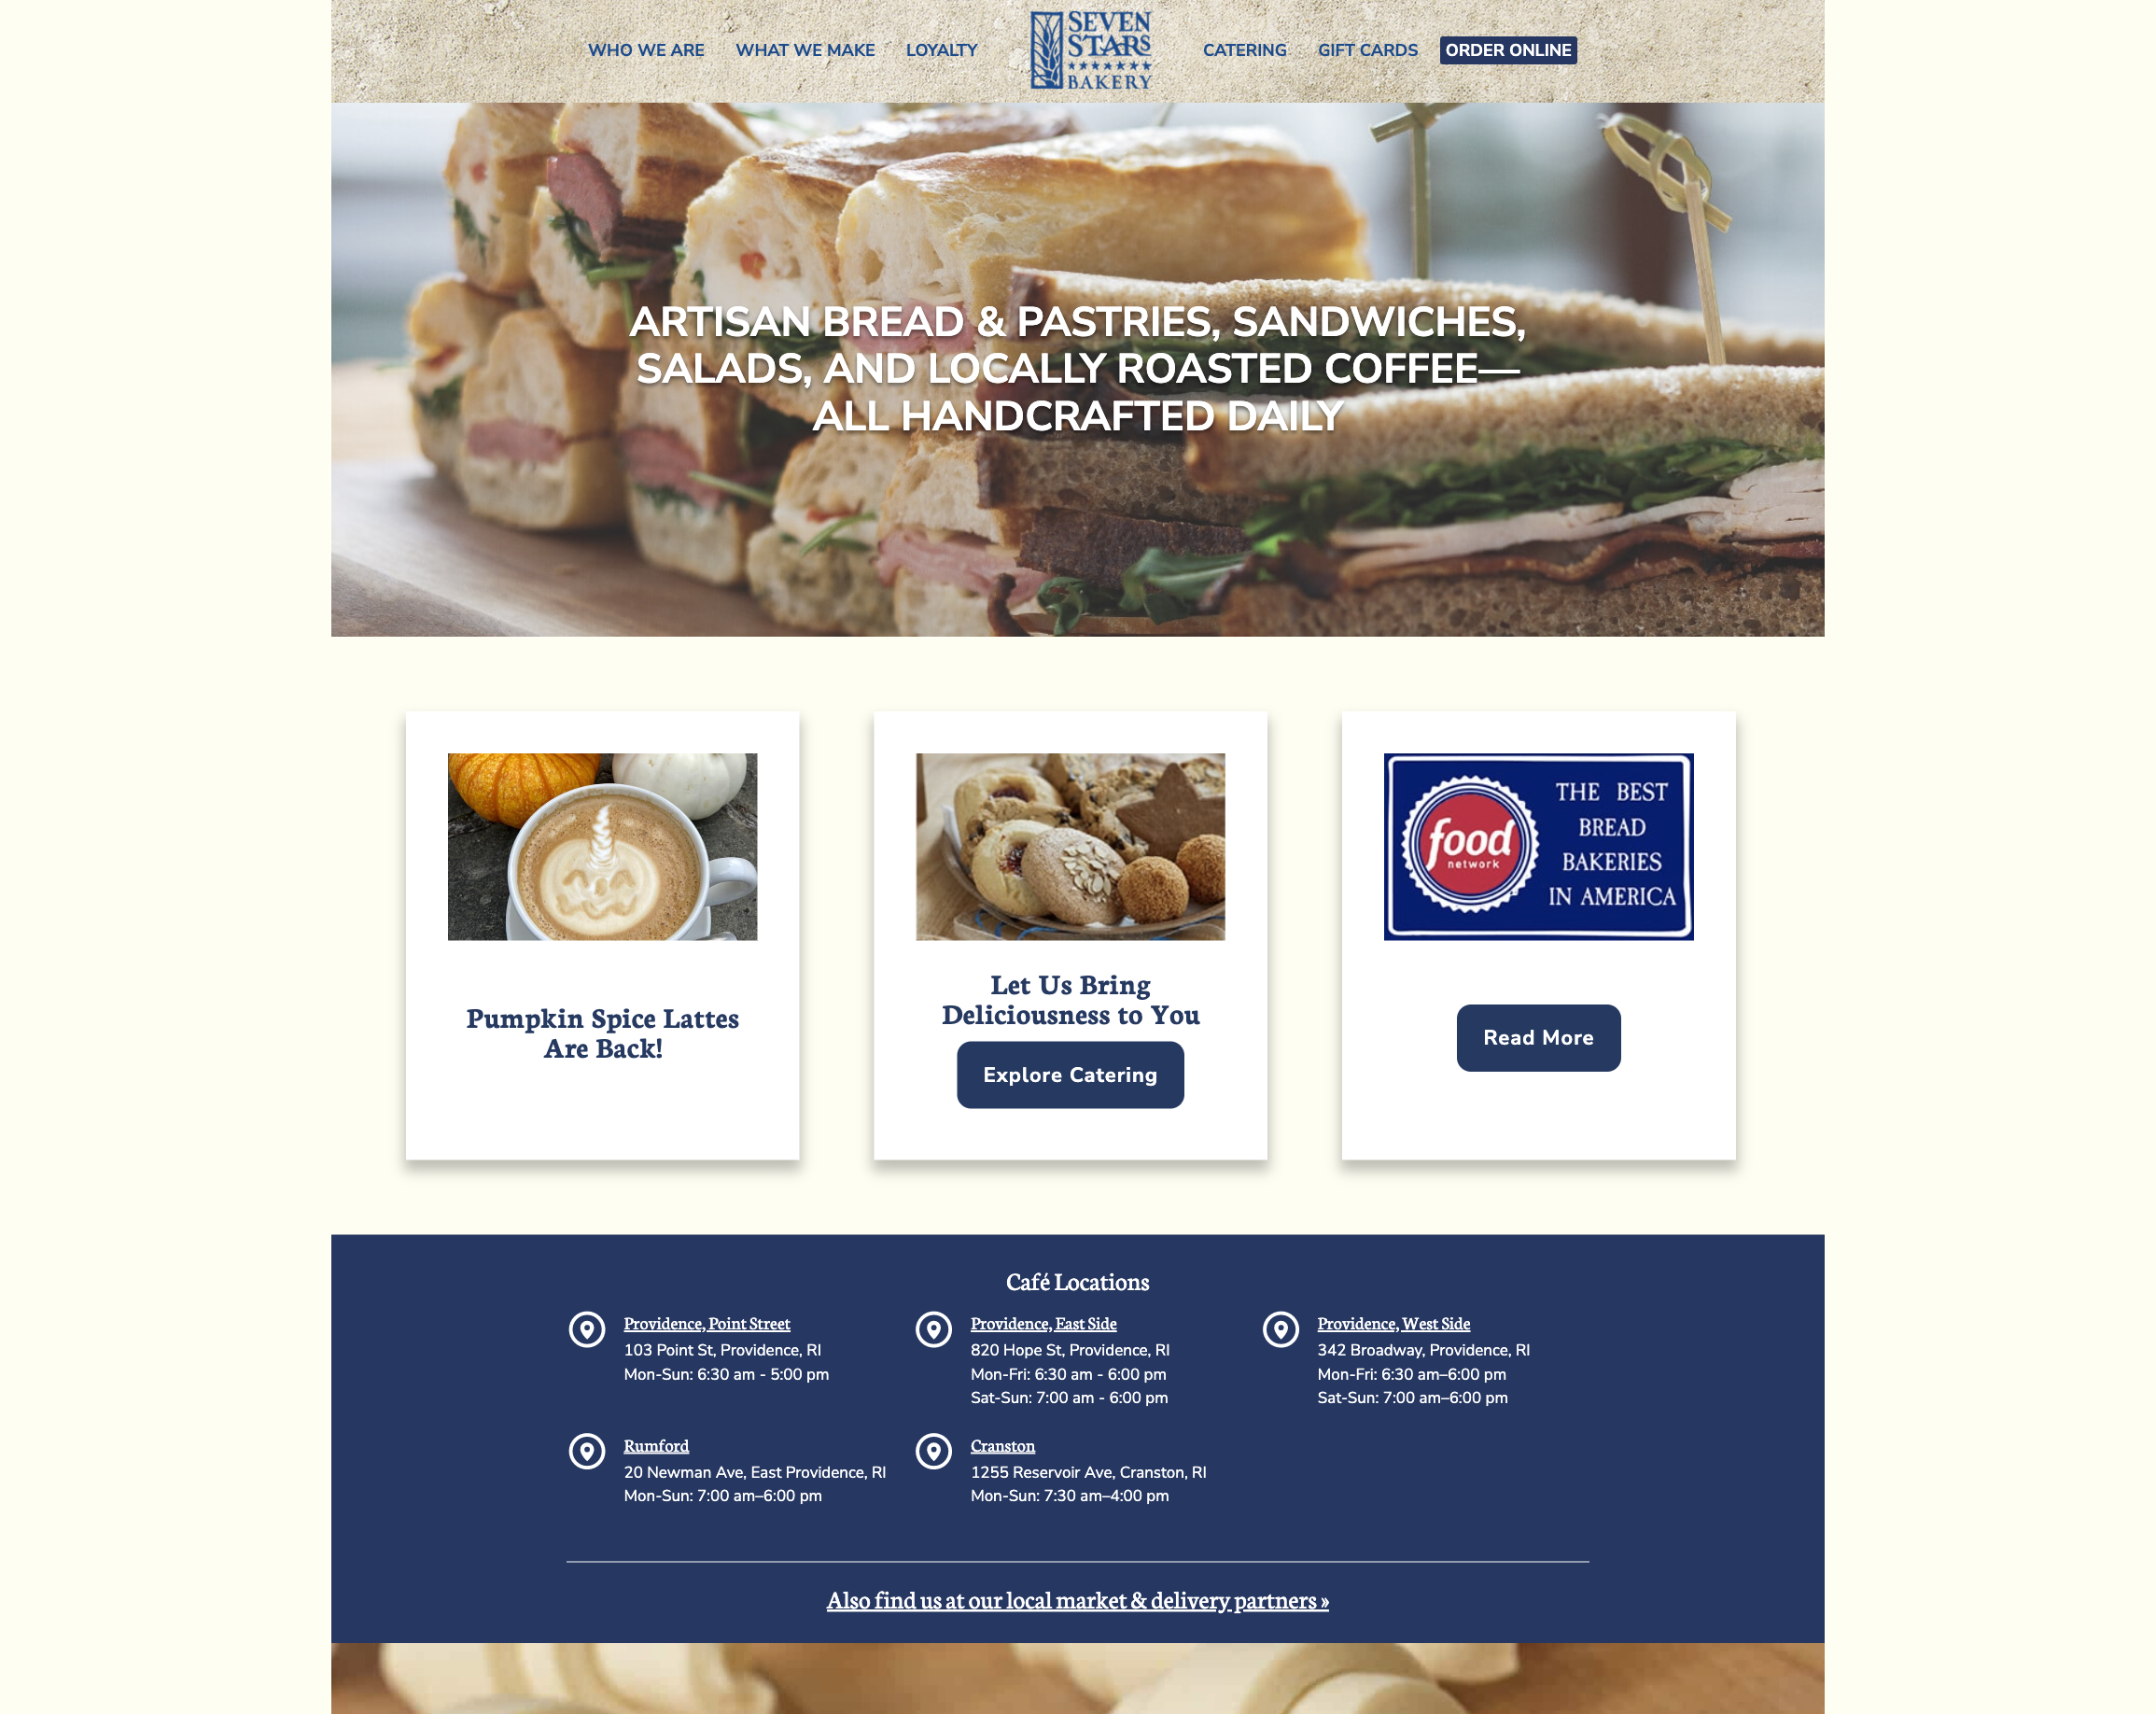 WHO WE ARE
WHAT WE MAKE
LOYALTY
SEVEN
STARS
BAKERY
CATERING
GIFT CARDS
ORDER ONLINE
ARTISAN BREAD & PASTRIES, SANDWICHES,
SALADS, AND LOCALLY ROASTED COFFEE—
ALL HANDCRAFTED DAILY
Pumpkin Spice Lattes
Are Back!
Let Us Bring
Deliciousness to You
Explore Catering
food
network
THE BEST
BREAD
BAKERIES
IN AMERICA
Read More
Café Locations
Providence, Point Street
103 Point St, Providence, RI
Mon-Sun: 6:30 am - 5:00 pm
Providence, East Side
820 Hope St, Providence, RI
Mon-Fri: 6:30 am - 6:00 pm
Sat-Sun: 7:00 am - 6:00 pm
Providence, West Side
342 Broadway, Providence, RI
Mon-Fri: 6:30 am–6:00 pm
Sat-Sun: 7:00 am–6:00 pm
Rumford
20 Newman Ave, East Providence, RI
Mon-Sun: 7:00 am–6:00 pm
Cranston
1255 Reservoir Ave, Cranston, RI
Mon-Sun: 7:30 am–4:00 pm
Also find us at our local market & delivery partners »